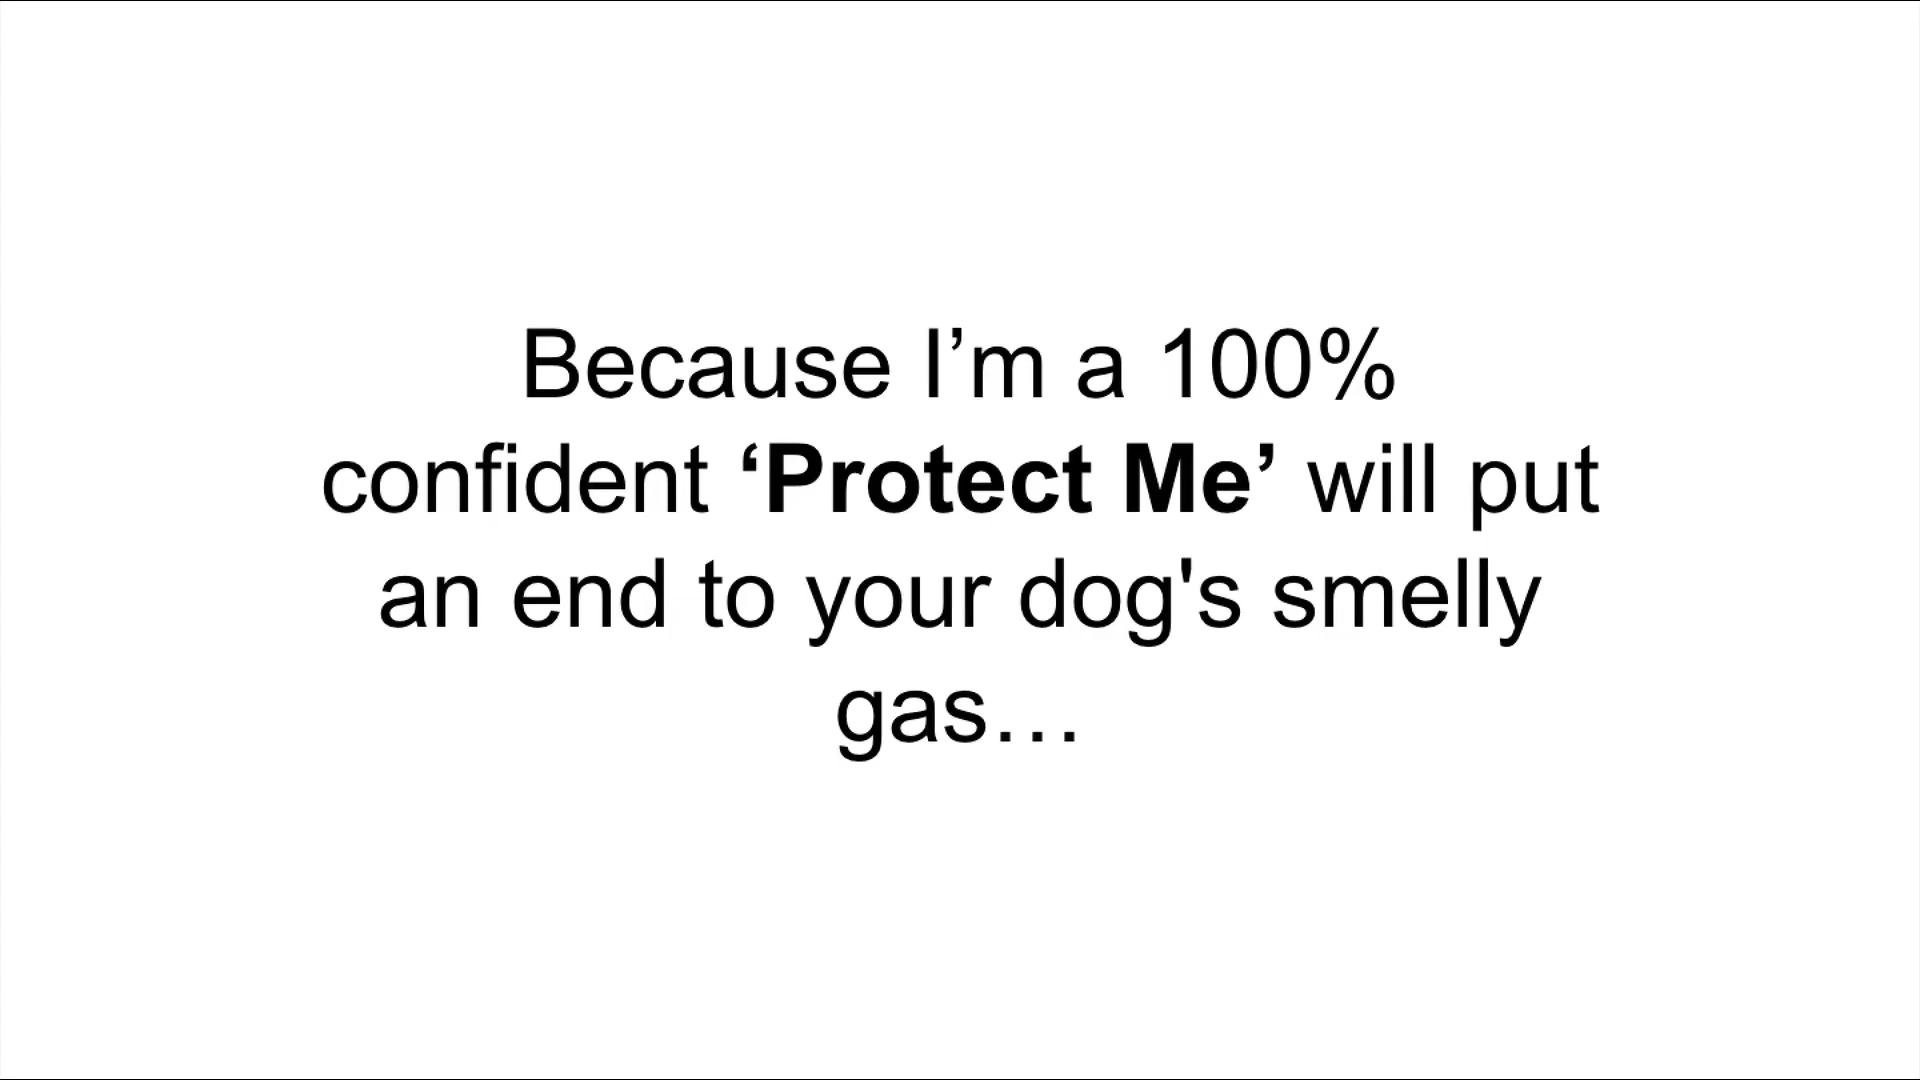 Because I’m a 100%
confident ‘Protect Me’ will put
an end to your dog's smelly
gas…